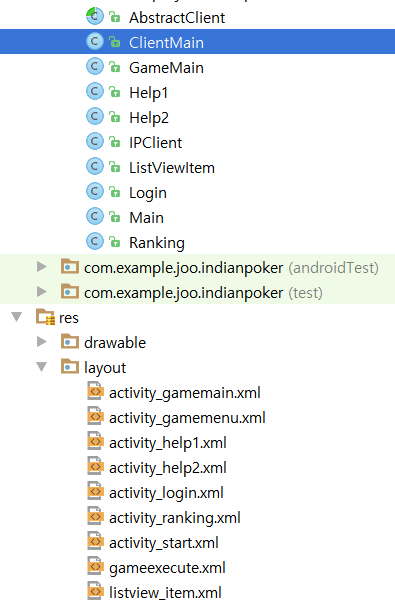 AbstractClient
ClientMain
GameMain
Help1
Help2
IPClient
ListViewItem
Login
Main
Ranking
com.example.joo.indianpoker (androidTest)
com.example.joo.indianpoker (test)
res
drawable
layout
activity_gamemain.xml
activity_gamemenu.xml
activity_help1.xml
activity_help2.xml
activity_login.xml
activity_ranking.xml
activity_start.xml
gameexecute.xml
listview_item.xml